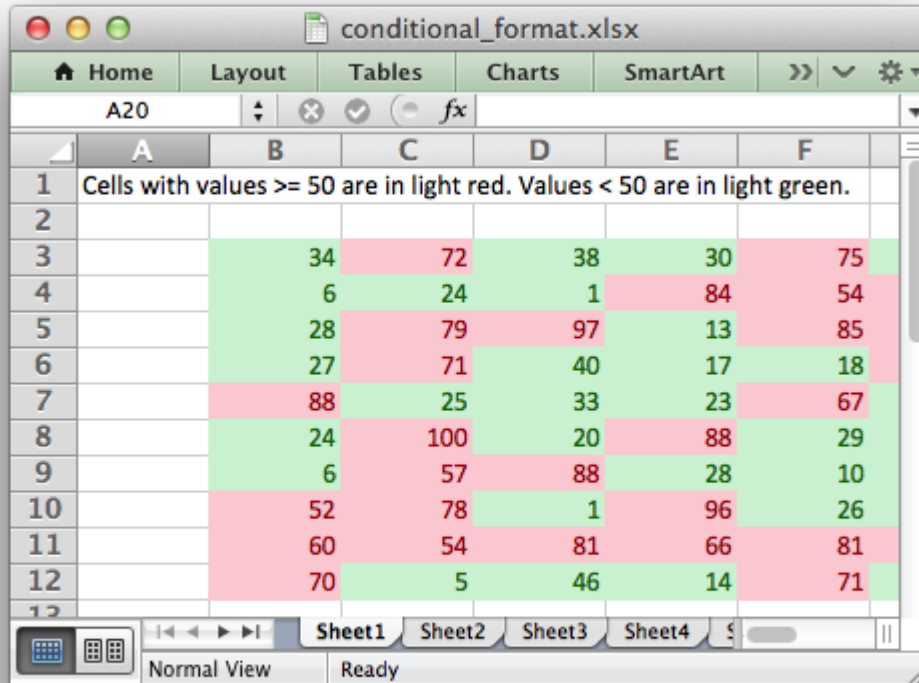 conditional_format.xlsx
Home Layout Tables Charts SmartArt
A20 fx
A B C D E F
1 Cells with values >= 50 are in light red. Values < 50 are in light green.
2
3 34 72 38 30 75
4 6 24 1 84 54
5 28 79 97 13 85
6 27 71 40 17 18
7 88 25 33 23 67
8 24 100 20 88 29
9 6 57 88 28 10
10 52 78 1 96 26
11 60 54 81 66 81
12 70 5 46 14 71
Sheet1 Sheet2 Sheet3 Sheet4
Normal View Ready